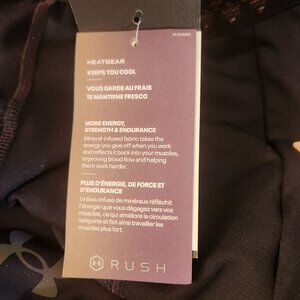 HEATGEAR
KEEPS YOU COOL
VOUS GARDE AU FRAIS
TE MANTIENE FRESCO
MORE ENERGY,
STRENGTH & ENDURANCE
Mineral-infused fabric takes the
energy you give off when you work
and reflects it back into your muscles,
improving blood flow and helping
them work harder.
PLUS D'ÉNERGIE, DE FORCE ET
D'ENDURANCE
Le tissu infusé de minéraux réfléchit
l'énergie que vous dégagez vers vos
muscles, ce qui améliore la circulation
sanguine et fait ainsi travailler les
muscles plus fort.
RUSH